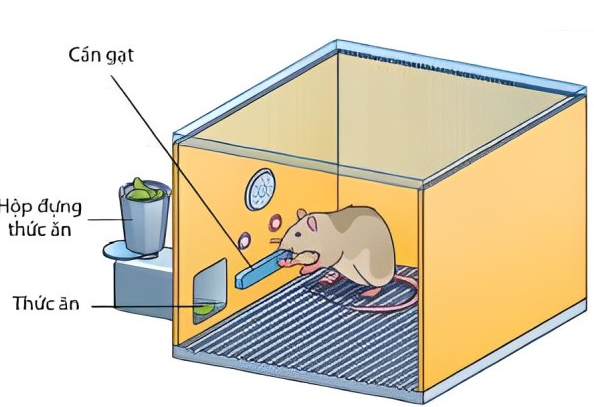 Cần gạt
Hộp đựng
thức ăn
Thức ăn